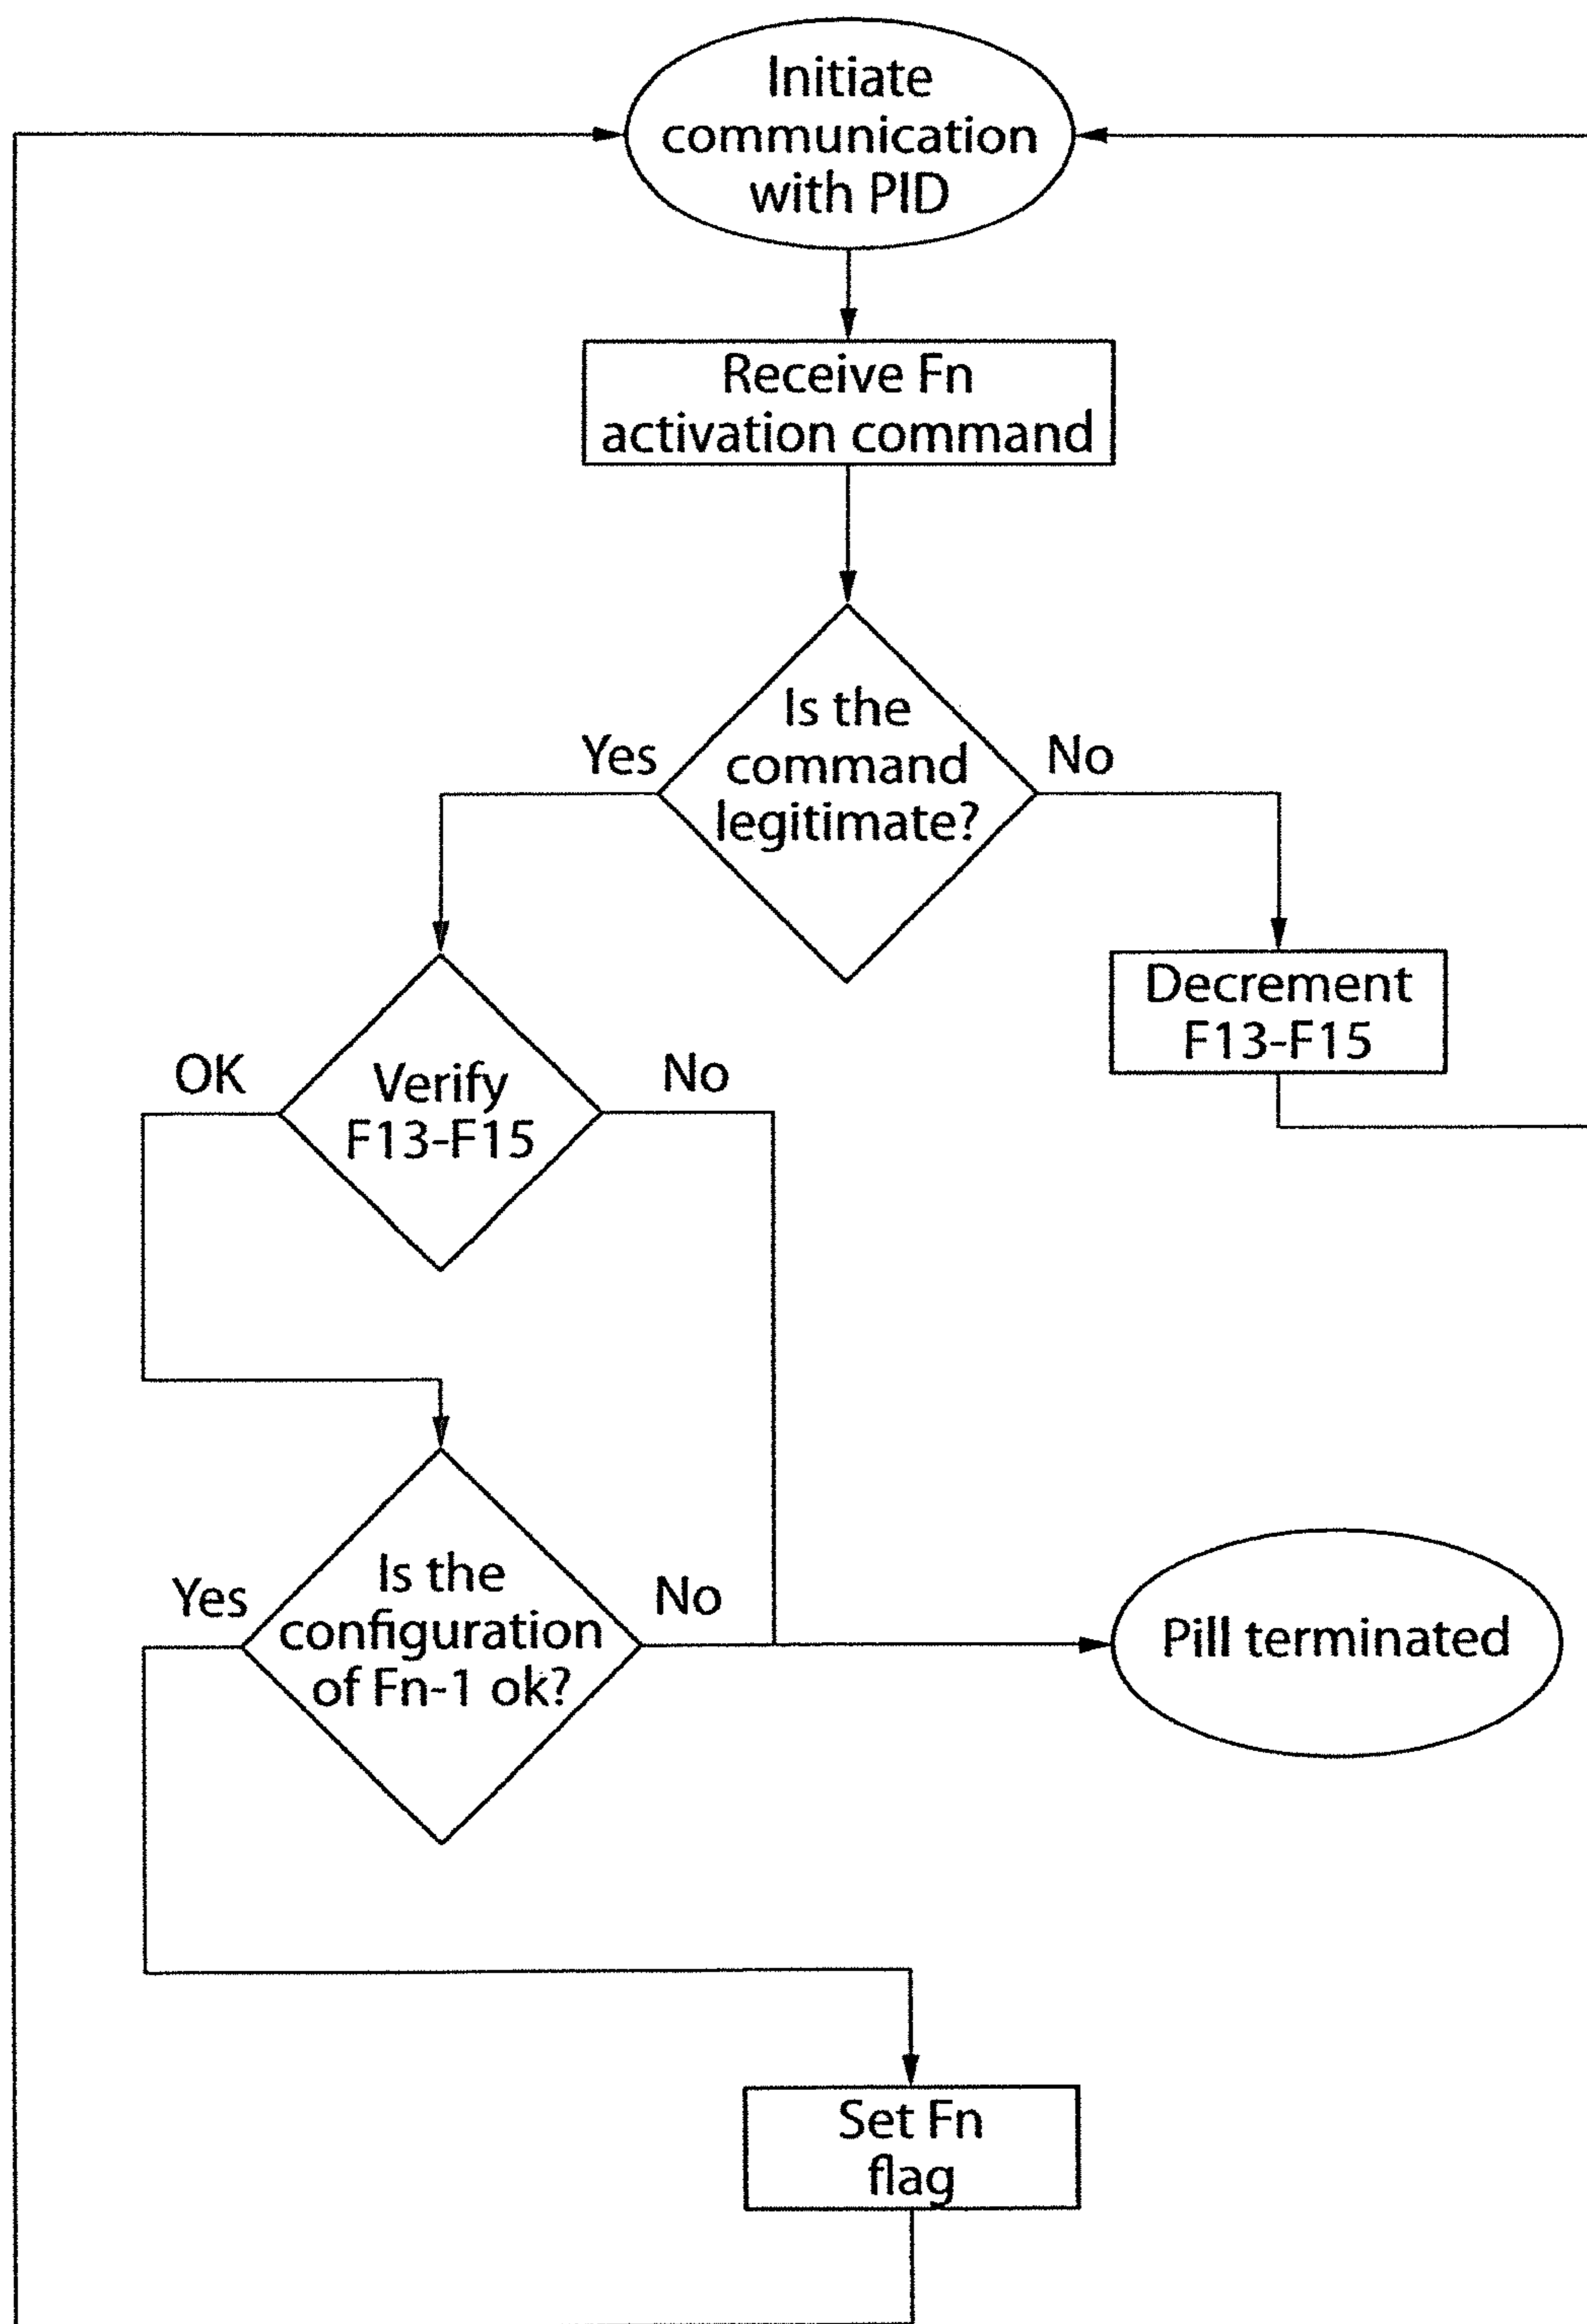 Initiate
communication
with PID
Receive Fn
activation command
Is the
command
legitimate?
Yes
No
Decrement
F13-F15
Verify
F13-F15
OK
No
Is the
configuration
of Fn-1 ok?
Yes
No
Pill terminated
Set Fn
flag